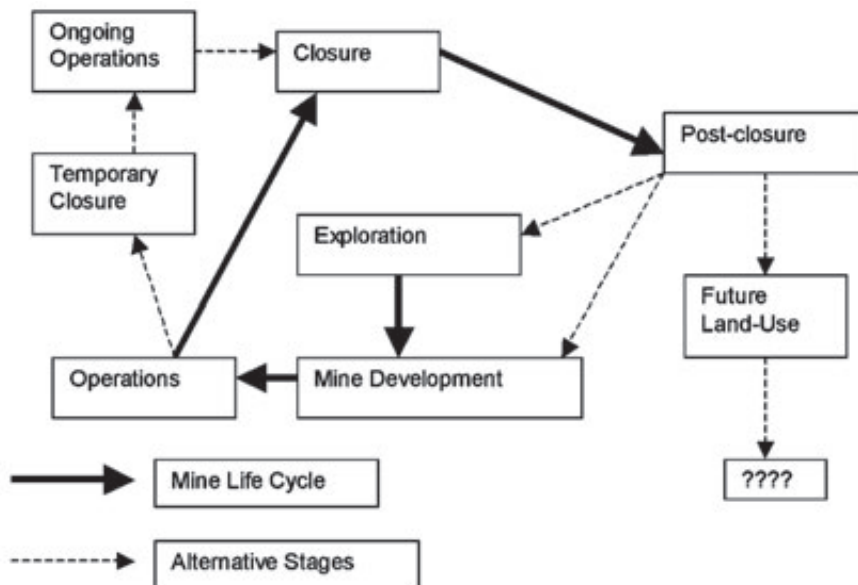 Ongoing
Operations
Closure
Post-closure
Temporary
Closure
Exploration
Future
Land-Use
Operations
Mine Development
Mine Life Cycle
????
Alternative Stages